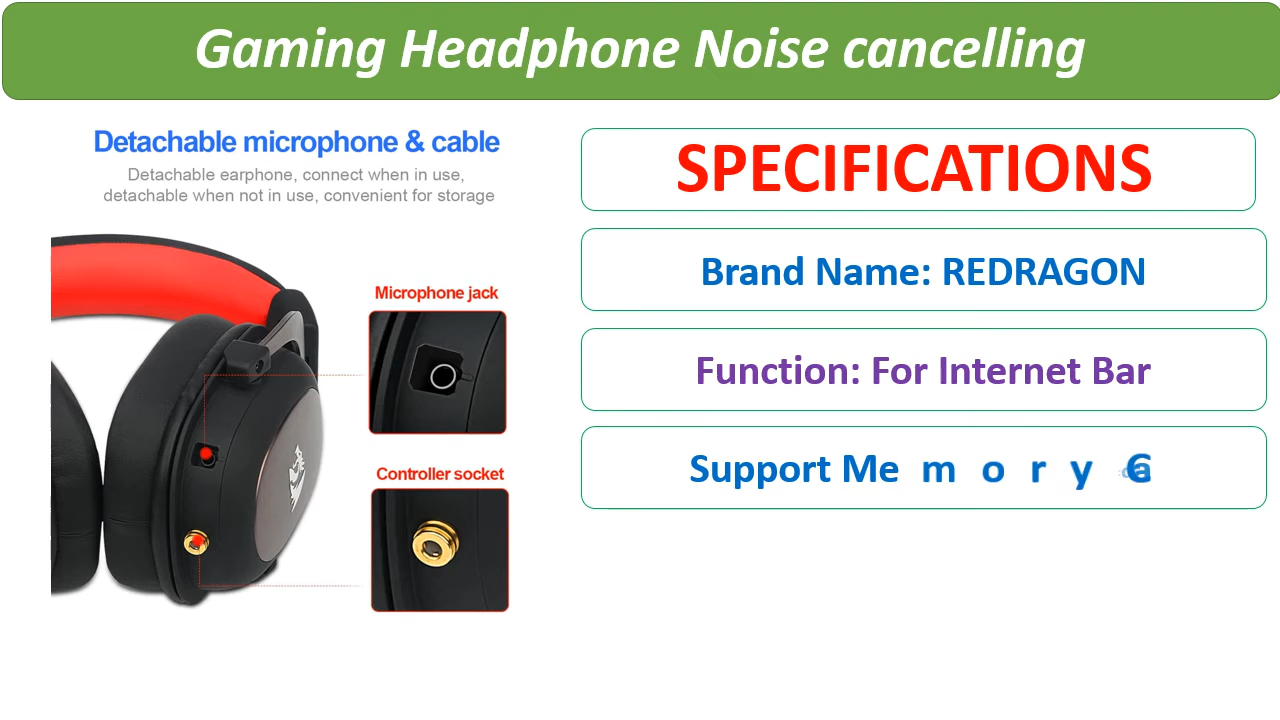 Gaming Headphone Noise cancelling
Detachable microphone & cable
Detachable earphone, connect when in use,
detachable when not in use, convenient for storage
Microphone jack
Controller socket
SPECIFICATIONS
Brand Name: REDRAGON
Function: For Internet Bar
Support Memory